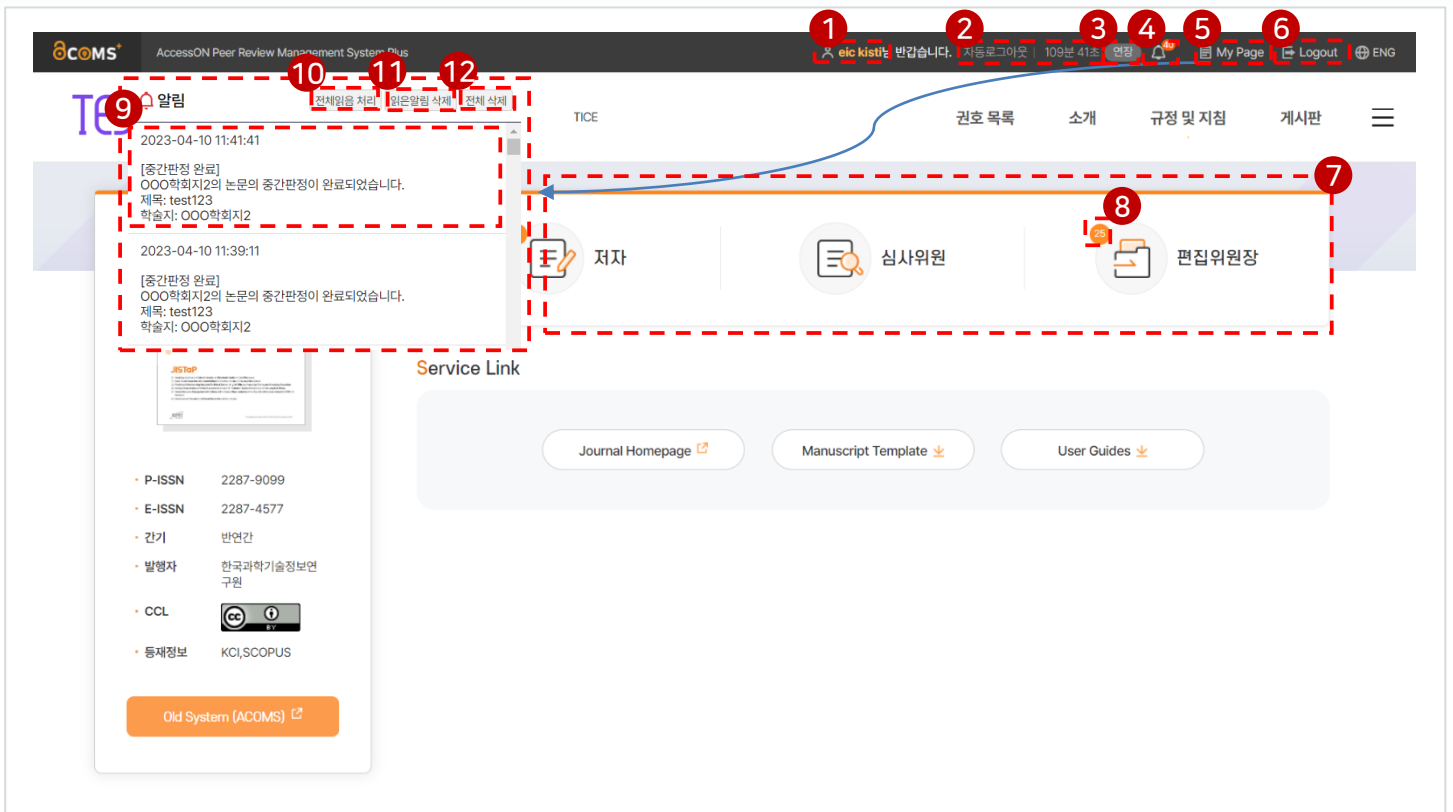 1 2 3 4 5 6
acoms+ AccessON Peer Review Management System Plus eic kisti님 반갑습니다. 자동로그아웃 | 109분 41초 연장 My Page Logout ENG
10 11 12
9 알림 전체읽음 처리 읽은알림 삭제 전체 삭제
TICE 권호 목록 소개 규정 및 지침 게시판
2023-04-10 11:41:41
[중간판정 완료]
OOO학회지2의 논문의 중간판정이 완료되었습니다.
제목: test123
학술지: OOO학회지2
7
8
25
저자 심사위원 편집위원장
2023-04-10 11:39:11
[중간판정 완료]
OOO학회지2의 논문의 중간판정이 완료되었습니다.
제목: test123
학술지: OOO학회지2
JISTaP
Service Link
Journal Homepage Manuscript Template User Guides
P-ISSN 2287-9099
E-ISSN 2287-4577
간기 반연간
발행자 한국과학기술정보연
구원
CCL cc BY
등재정보 KCI,SCOPUS
Old System (ACOMS)